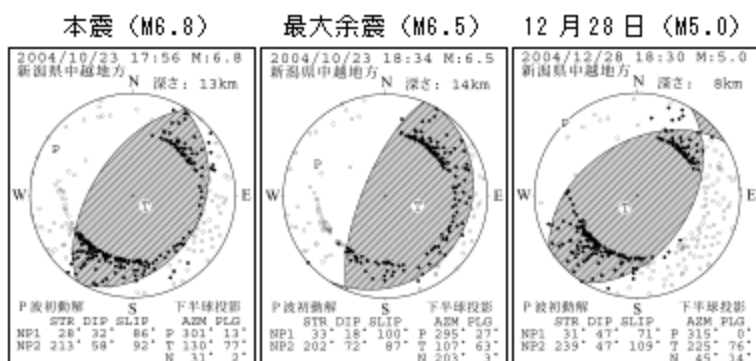 本震（M6.8）
2004/10/23 17:56 M:6.8
新潟県中越地方
N 深さ: 13km
P
W T E
S
P波初動解 下半球投影
STR DIP SLIP AZM PLG
NP1 28° 32° 86° P 301° 13°
NP2 213° 58° 92° T 130° 77°
N 31° 2°
最大余震（M6.5）
2004/10/23 18:34 M:6.5
新潟県中越地方
N 深さ: 14km
P
W T E
S
P波初動解 下半球投影
STR DIP SLIP AZM PLG
NP1 33° 18° 100° P 295° 27°
NP2 202° 72° 87° T 107° 63°
N 203° 3°
12月28日（M5.0）
2004/12/28 18:30 M:5.0
新潟県中越地方
N 深さ: 8km
P
W T E
S
P波初動解 下半球投影
STR DIP SLIP AZM PLG
NP1 31° 47° 71° P 315° 0°
NP2 239° 47° 109° T 225° 76°
N 45°